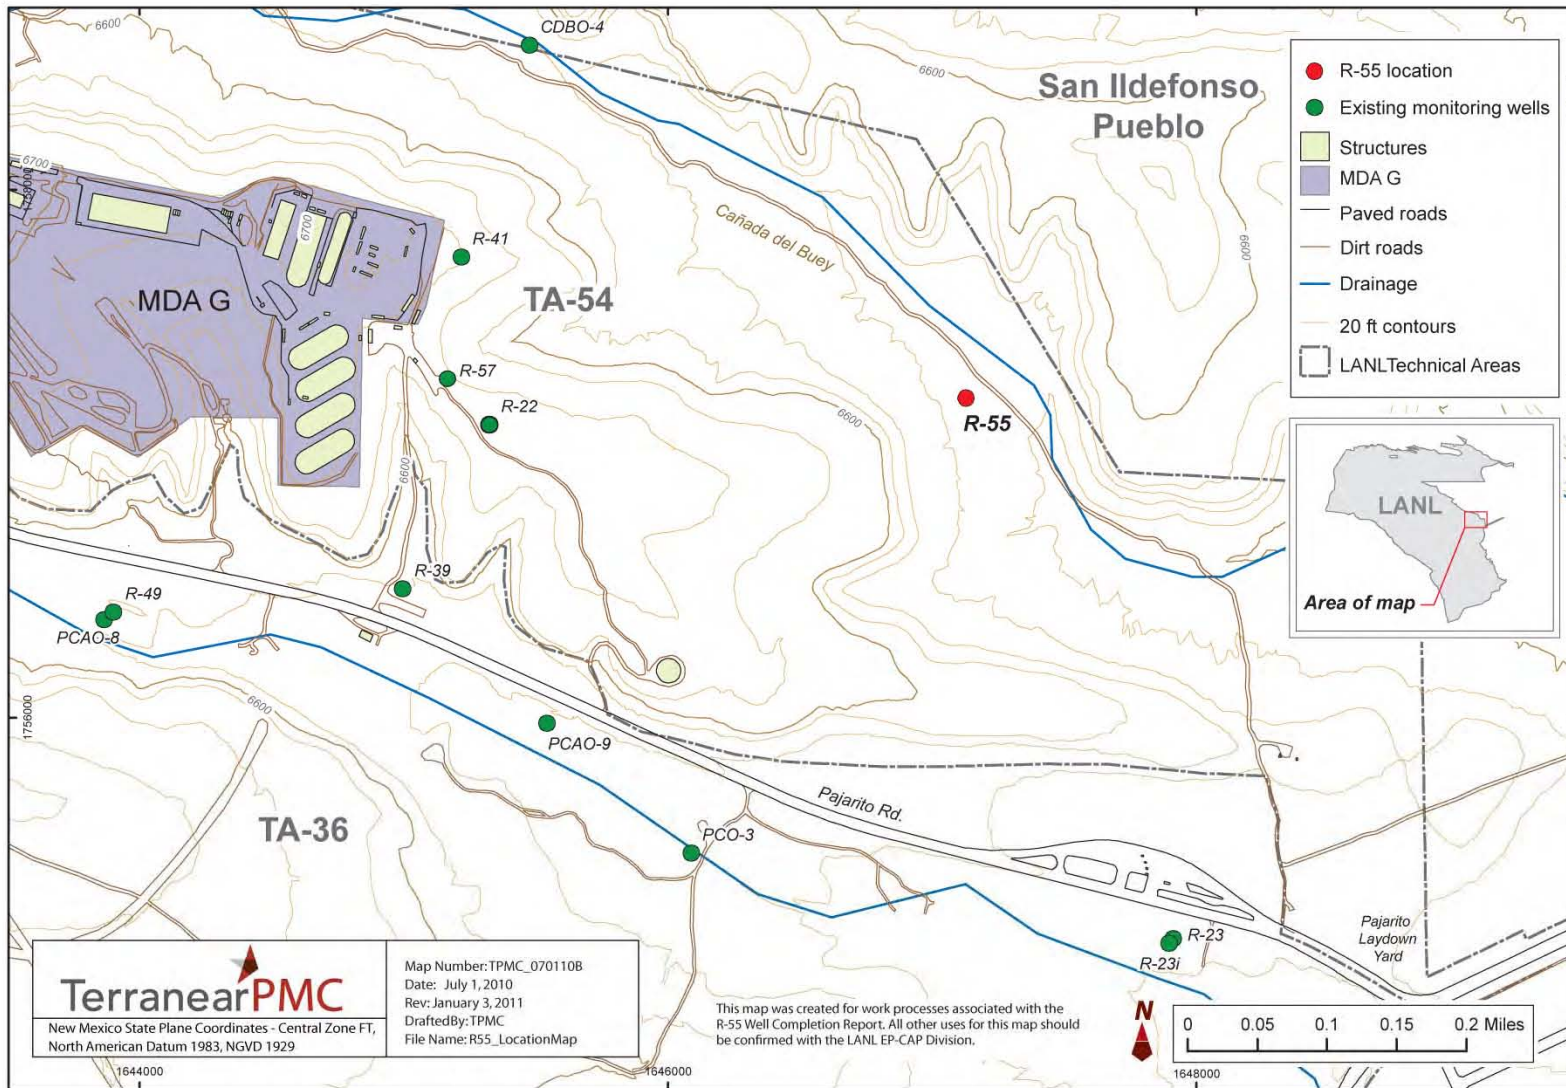 6600
CDBO-4
6600
San Ildefonso
Pueblo
R-55 location
Existing monitoring wells
Structures
MDA G
Paved roads
Dirt roads
Drainage
20 ft contours
LANLTechnical Areas
6700
6700
R-41
MDA G
TA-54
Cañada del Buey
6600
R-57
R-22
6600
R-55
6600
LANL
Area of map
R-39
R-49
PCAO-8
6600
1756000
PCAO-9
TA-36
Pajarito Rd.
PCO-3
R-23
R-23i
Pajarito
Laydown
Yard
TerranearPMC
New Mexico State Plane Coordinates - Central Zone FT,
North American Datum 1983, NGVD 1929
Map Number:TPMC_070110B
Date: July 1, 2010
Rev: January 3, 2011
DraftedBy: TPMC
File Name: R55_LocationMap
This map was created for work processes associated with the
R-55 Well Completion Report. All other uses for this map should
be confirmed with the LANL EP-CAP Division.
N
0 0.05 0.1 0.15 0.2 Miles
1644000
1646000
1648000